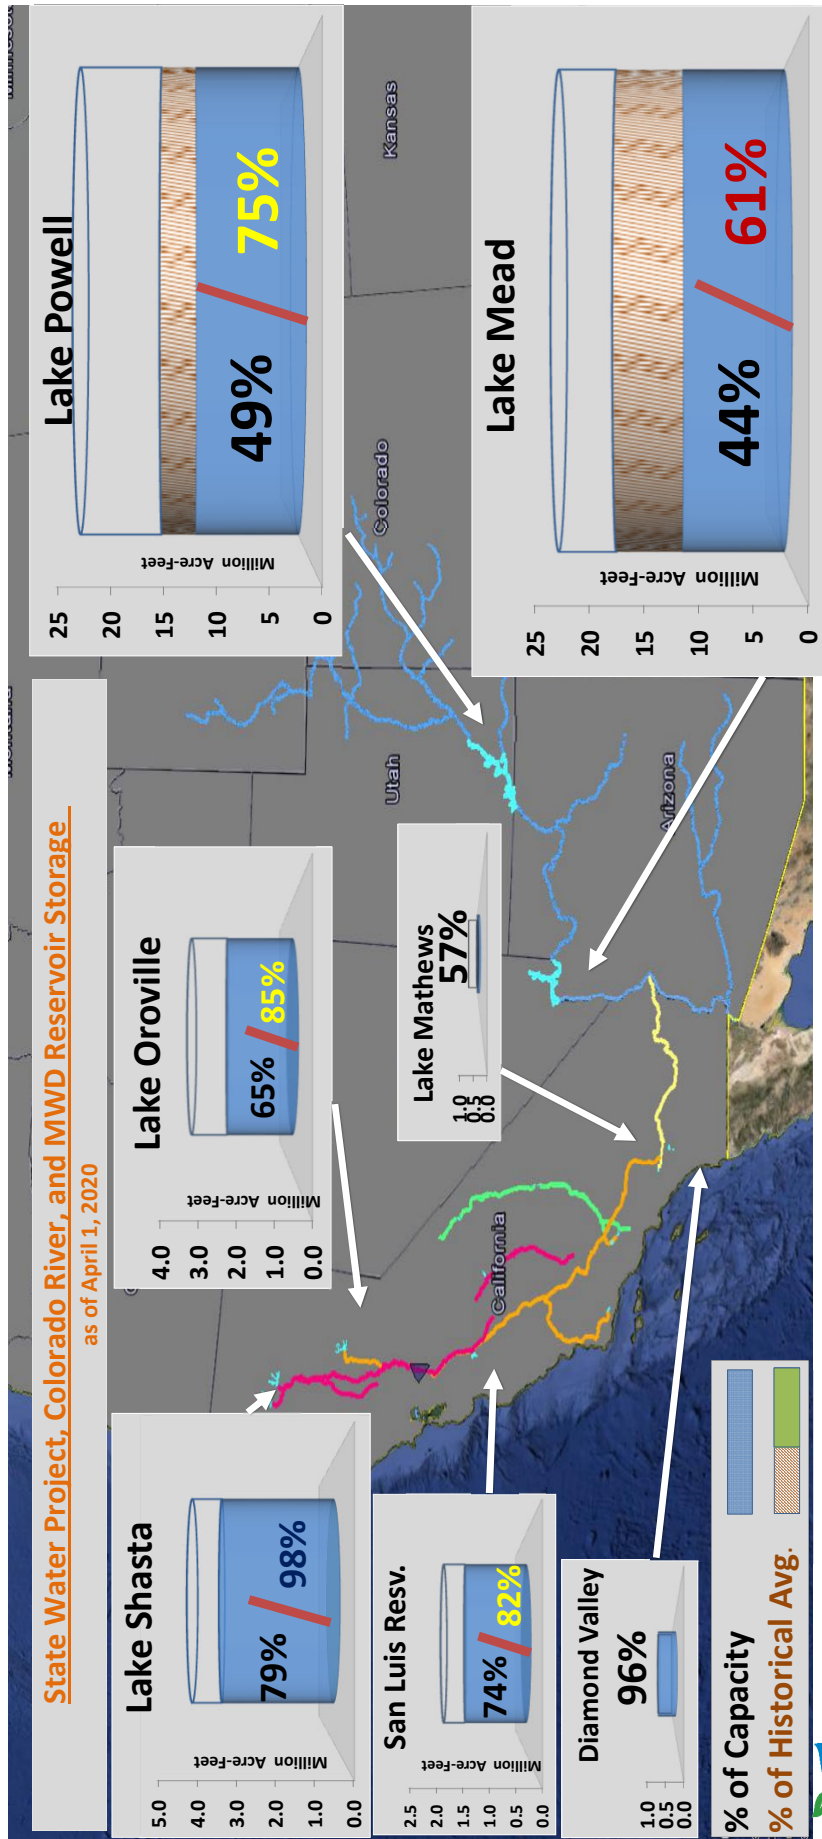 State Water Project, Colorado River, and MWD Reservoir Storage
as of April 1, 2020
Lake Shasta
5.0
4.0
3.0
2.0
1.0
0.0
Million Acre-Feet
79%
98%
Lake Oroville
4.0
3.0
2.0
1.0
0.0
Million Acre-Feet
65%
85%
Lake Powell
25
20
15
10
5
0
Million Acre-Feet
49%
75%
San Luis Resv.
2.5
2.0
1.5
1.0
0.5
0.0
Million Acre-Feet
74%
82%
Lake Mathews
57%
1.0
0.5
0.0
Lake Mead
25
20
15
10
5
0
Million Acre-Feet
44%
61%
Diamond Valley
96%
1.0
0.5
0.0
California
Utah
Arizona
Colorado
Kansas
% of Capacity
% of Historical Avg.